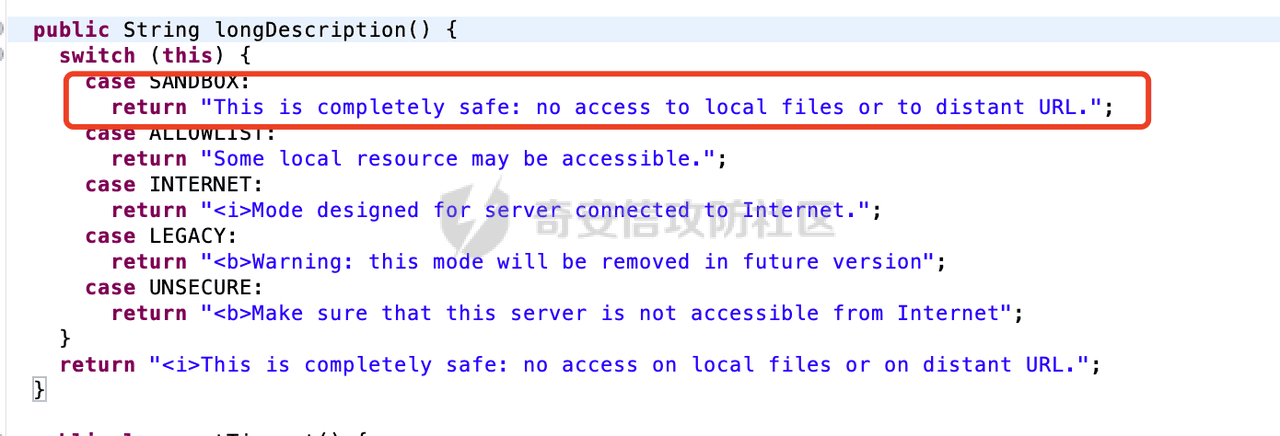 public String longDescription() {
switch (this) {
case SANDBOX:
return "This is completely safe: no access to local files or to distant URL.";
case ALLOWLIST:
return "Some local resource may be accessible.";
case INTERNET:
return "<i>Mode designed for server connected to Internet.";
case LEGACY:
return "<b>Warning: this mode will be removed in future version";
case UNSECURE:
return "<b>Make sure that this server is not accessible from Internet";
}
return "<i>This is completely safe: no access on local files or on distant URL.";
}
奇安信攻防社区